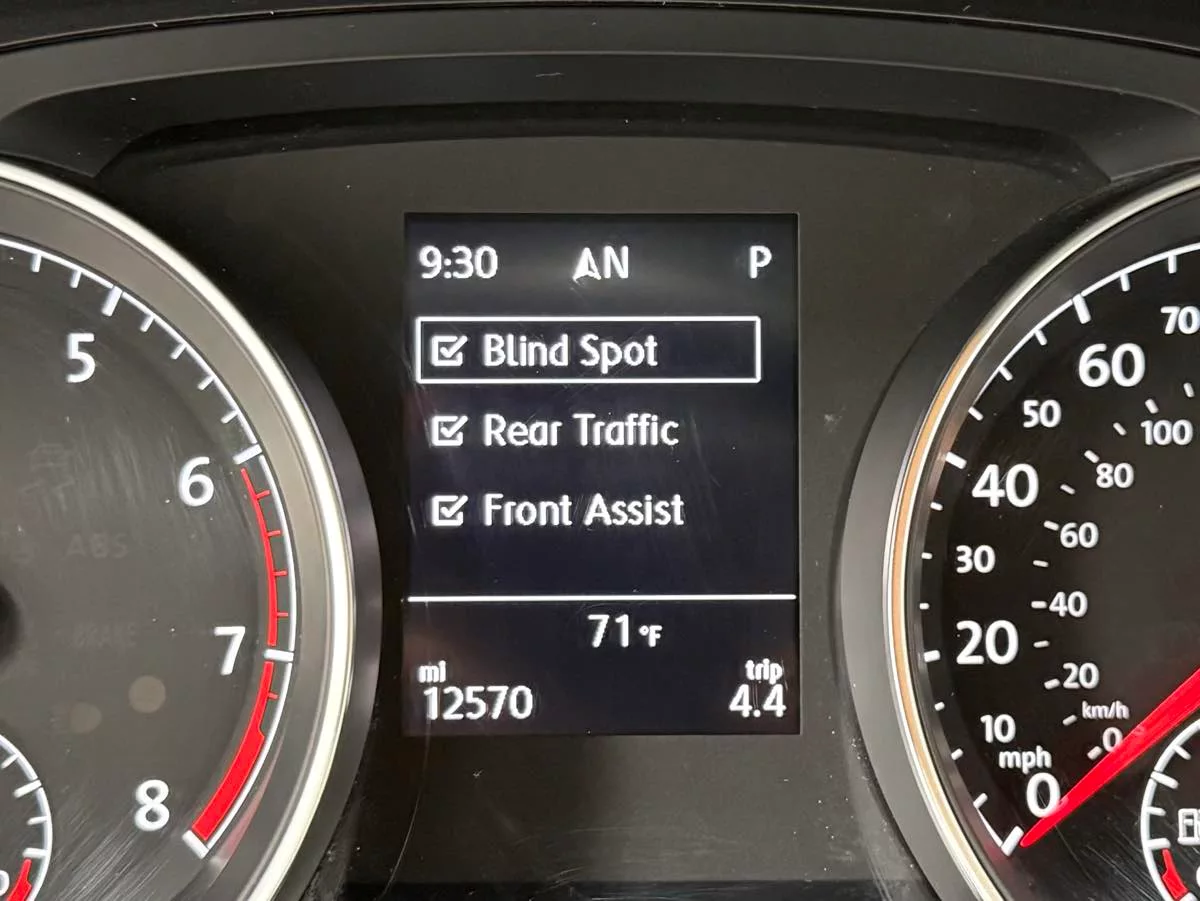 9:30 N P
Blind Spot
Rear Traffic
Front Assist
71 °F
mi trip
12570 4.4
5
6
7
8
ABS
70
60
50
100
40
80
60
30
40
20
20
km/h
10
0
mph
0